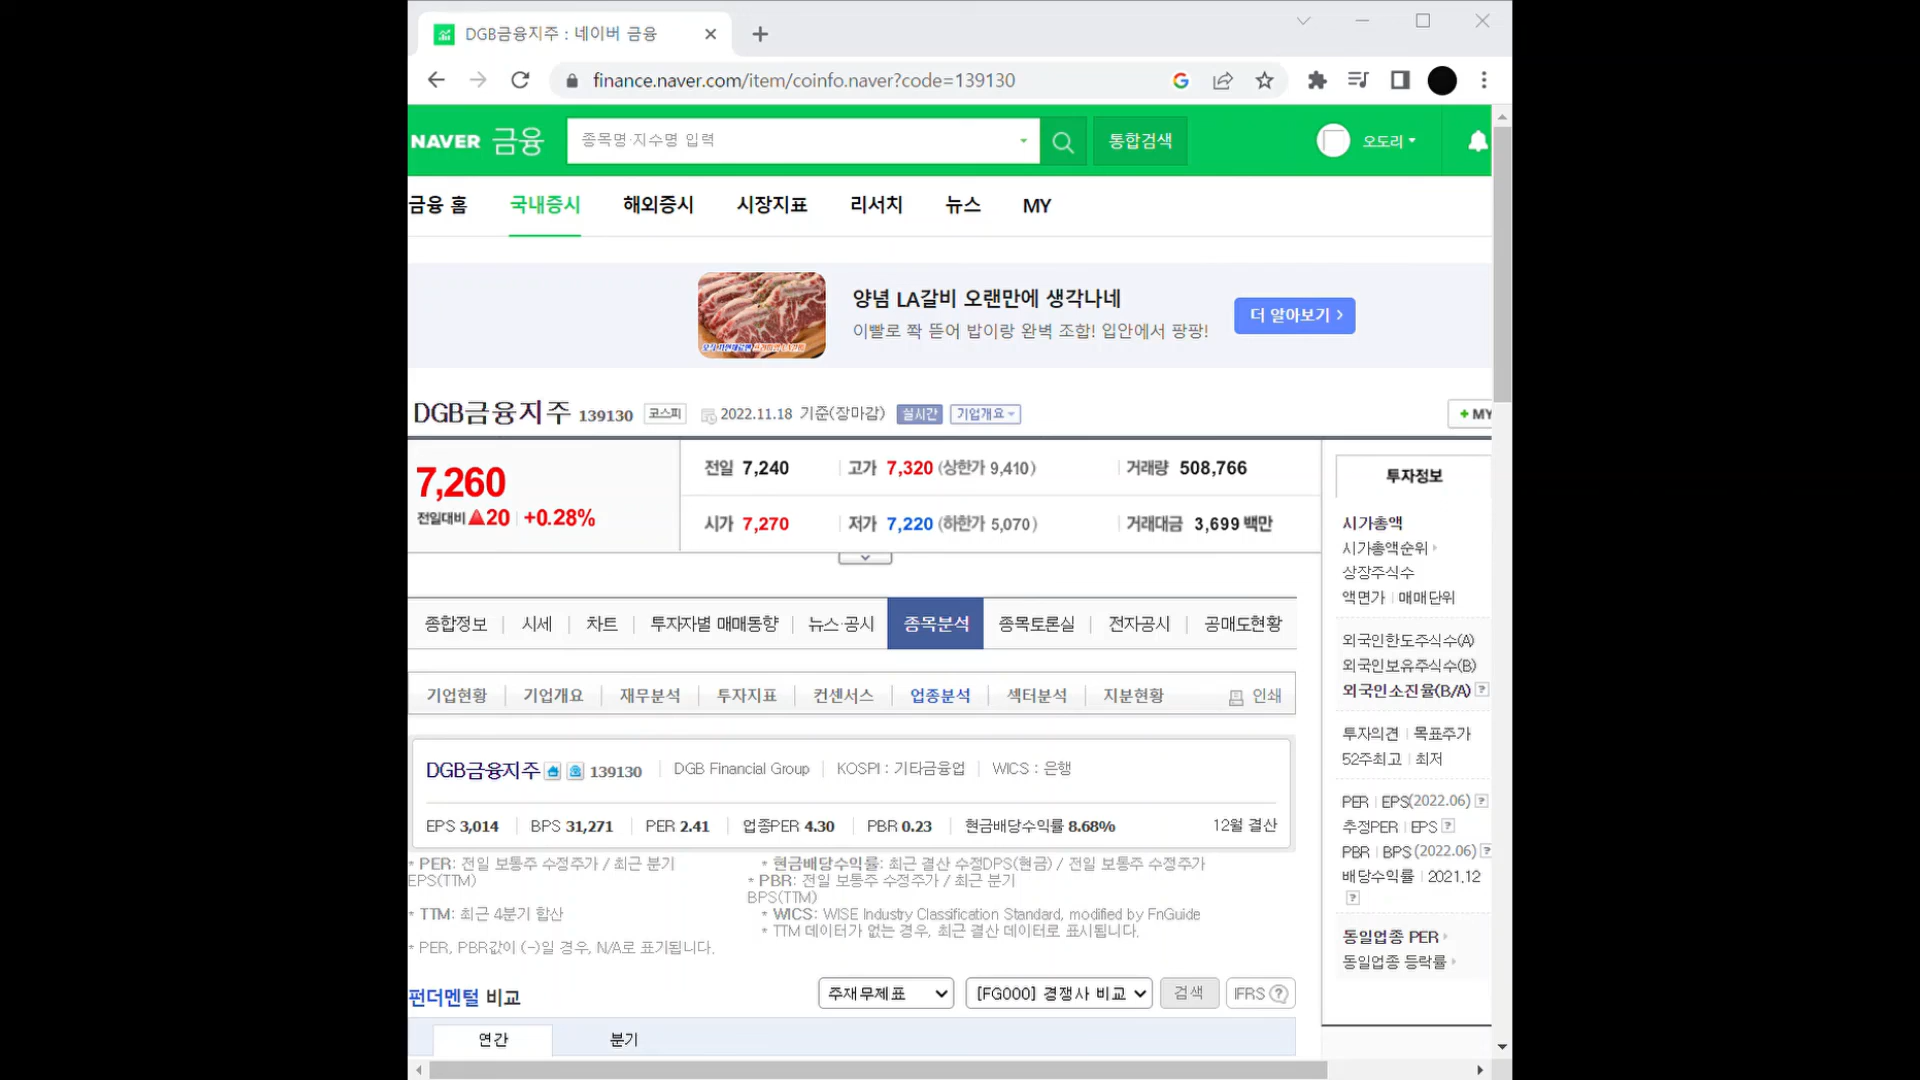 DGB금융지주 : 네이버 금융
finance.naver.com/item/coinfo.naver?code=139130
NAVER 금융
종목명·지수명 입력
통합검색
오도리
금융 홈 국내증시 해외증시 시장지표 리서치 뉴스 MY
양념 LA갈비 오랜만에 생각나네
이빨로 쫙 뜯어 밥이랑 완벽 조합! 입안에서 팡팡!
더 알아보기
DGB금융지주 139130 코스피 2022.11.18 기준(장마감) 실시간 기업개요
+ MY
7,260
전일대비 ▲20 +0.28%
전일 7,240 고가 7,320 (상한가 9,410) 거래량 508,766
시가 7,270 저가 7,220 (하한가 5,070) 거래대금 3,699 백만
투자정보
시가총액
시가총액순위
상장주식수
액면가 매매단위
외국인한도주식수(A)
외국인보유주식수(B)
외국인소진율(B/A) ?
투자의견 목표주가
52주최고 최저
PER EPS(2022.06) ?
추정PER EPS ?
PBR BPS (2022.06) ?
배당수익률 2021.12
?
동일업종 PER
동일업종 등락률
종합정보 시세 차트 투자자별 매매동향 뉴스·공시 종목분석 종목토론실 전자공시 공매도현황
기업현황 기업개요 재무분석 투자지표 컨센서스 업종분석 섹터분석 지분현황 인쇄
DGB금융지주 139130 DGB Financial Group KOSPI : 기타금융업 WICS : 은행
EPS 3,014 BPS 31,271 PER 2.41 업종PER 4.30 PBR 0.23 현금배당수익률 8.68% 12월 결산
* PER: 전일 보통주 수정주가 / 최근 분기
EPS(TTM)
* 현금배당수익률: 최근 결산 수정DPS(현금) / 전일 보통주 수정주가
* PBR: 전일 보통주 수정주가 / 최근 분기
BPS(TTM)
* TTM: 최근 4분기 합산
* WICS: WISE Industry Classification Standard, modified by FnGuide
* TTM 데이터가 없는 경우, 최근 결산 데이터로 표시됩니다.
* PER, PBR값이 (-)일 경우, N/A로 표기됩니다.
펀더멘털 비교
주재무제표 [FG000] 경쟁사 비교 검색 IFRS ?
연간 분기